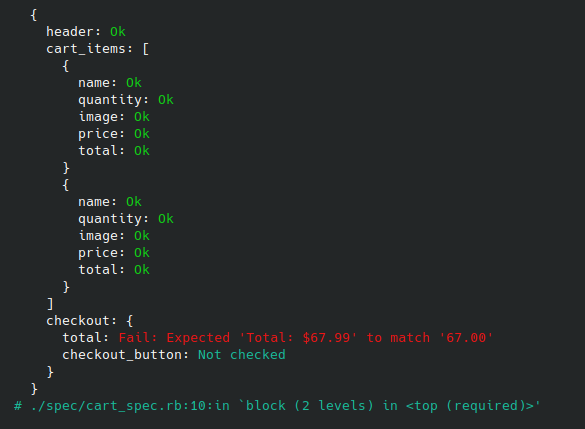 {
header: Ok
cart_items: [
{
name: Ok
quantity: Ok
image: Ok
price: Ok
total: Ok
}
{
name: Ok
quantity: Ok
image: Ok
price: Ok
total: Ok
}
]
checkout: {
total: Fail: Expected 'Total: $67.99' to match '67.00'
checkout_button: Not checked
}
}
# ./spec/cart_spec.rb:10:in `block (2 levels) in <top (required)>'